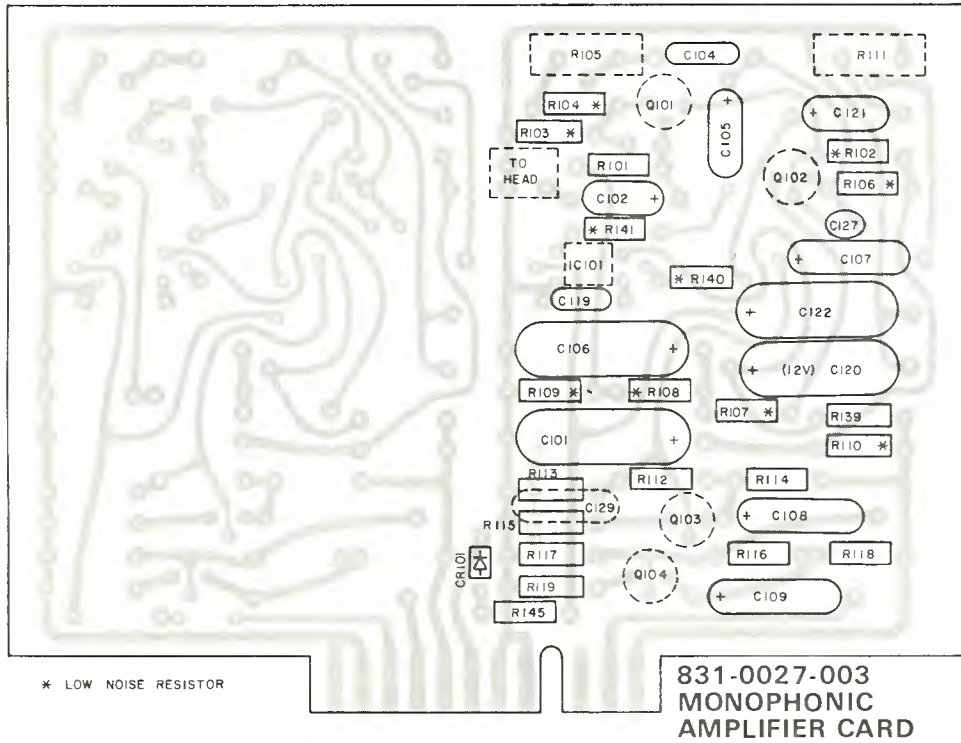 R105
C104
R111
R104 *
Q101
C105 +
+ C121
R103 *
* R102
TO HEAD
R101
Q102
R106 *
C102 +
* R141
C127
IC101
* R140
+ C107
C119
+ C122
C106 +
+ (12V) C120
R109 *
* R108
R107 *
R139
C101 +
R110 *
R113
R112
R114
C129
R115
Q103
+ C108
CR101
R117
R116
R118
Q104
R119
+ C109
R145
* LOW NOISE RESISTOR
831-0027-003
MONOPHONIC
AMPLIFIER CARD